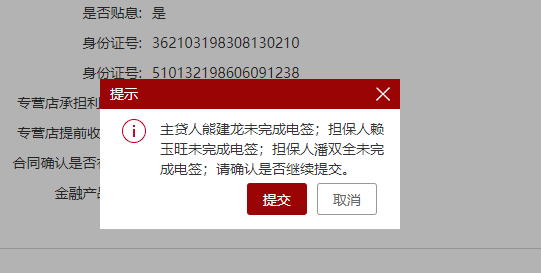 是否贴息: 是
身份证号: 362103198308130210
身份证号: 510132198606091238
提示
专营店承担利
专营店提前收
合同确认是否有
金融产品
主贷人熊建龙未完成电签；担保人赖
玉旺未完成电签；担保人潘双全未完
成电签；请确认是否继续提交。
提交 取消